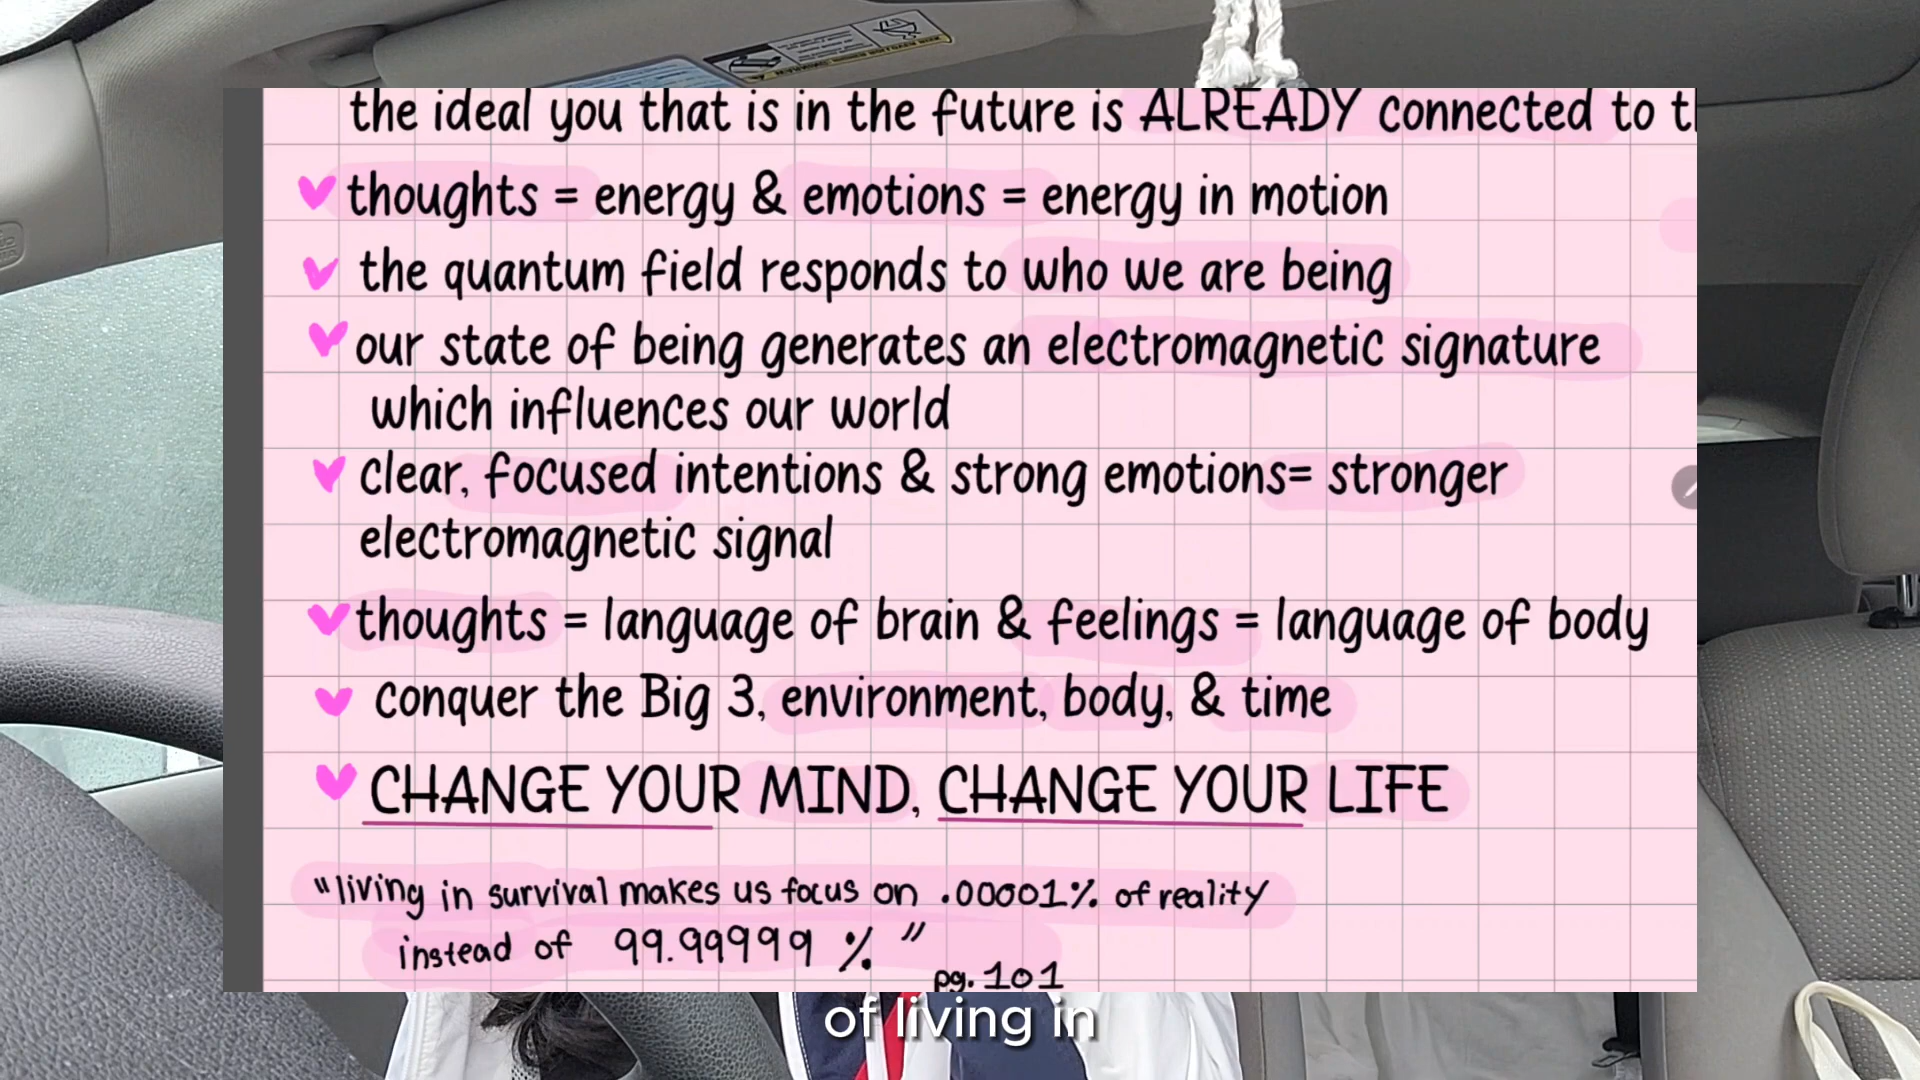 the ideal you that is in the future is ALREADY connected to
thoughts = energy & emotions = energy in motion
the quantum field responds to who we are being
our state of being generates an electromagnetic signature
which influences our world
clear, focused intentions & strong emotions= stronger
electromagnetic signal
thoughts = language of brain & feelings = language of body
conquer the Big 3, environment, body, & time
CHANGE YOUR MIND, CHANGE YOUR LIFE
"living in survival makes us focus on .00001% of reality
instead of 99.99999 %"
pg. 101
of living in